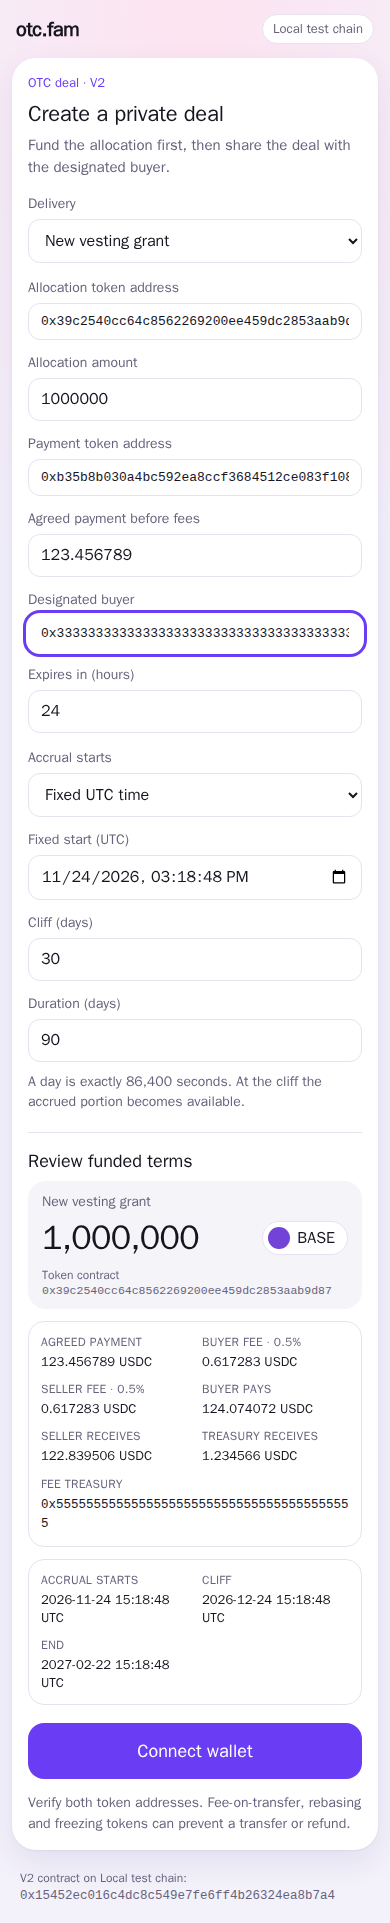 otc.fam
Local test chain
OTC deal · V2
Create a private deal
Fund the allocation first, then share the deal with
the designated buyer.
Delivery
New vesting grant
Allocation token address
0x39c2540cc64c8562269200ee459dc2853aab9d
Allocation amount
1000000
Payment token address
0xb35b8b030a4bc592ea8ccf3684512ce083f108
Agreed payment before fees
123.456789
Designated buyer
0x33333333333333333333333333333333333333
Expires in (hours)
24
Accrual starts
Fixed UTC time
Fixed start (UTC)
11/24/2026, 03:18:48 PM
Cliff (days)
30
Duration (days)
90
A day is exactly 86,400 seconds. At the cliff the
accrued portion becomes available.
Review funded terms
New vesting grant
1,000,000
BASE
Token contract
0x39c2540cc64c8562269200ee459dc2853aab9d87
AGREED PAYMENT
123.456789 USDC
BUYER FEE · 0.5%
0.617283 USDC
SELLER FEE · 0.5%
0.617283 USDC
BUYER PAYS
124.074072 USDC
SELLER RECEIVES
122.839506 USDC
TREASURY RECEIVES
1.234566 USDC
FEE TREASURY
0x555555555555555555555555555555555555555
5
ACCRUAL STARTS
2026-11-24 15:18:48
UTC
CLIFF
2026-12-24 15:18:48
UTC
END
2027-02-22 15:18:48
UTC
Connect wallet
Verify both token addresses. Fee-on-transfer, rebasing
and freezing tokens can prevent a transfer or refund.
V2 contract on Local test chain:
0x15452ec016c4dc8c549e7fe6ff4b26324ea8b7a4